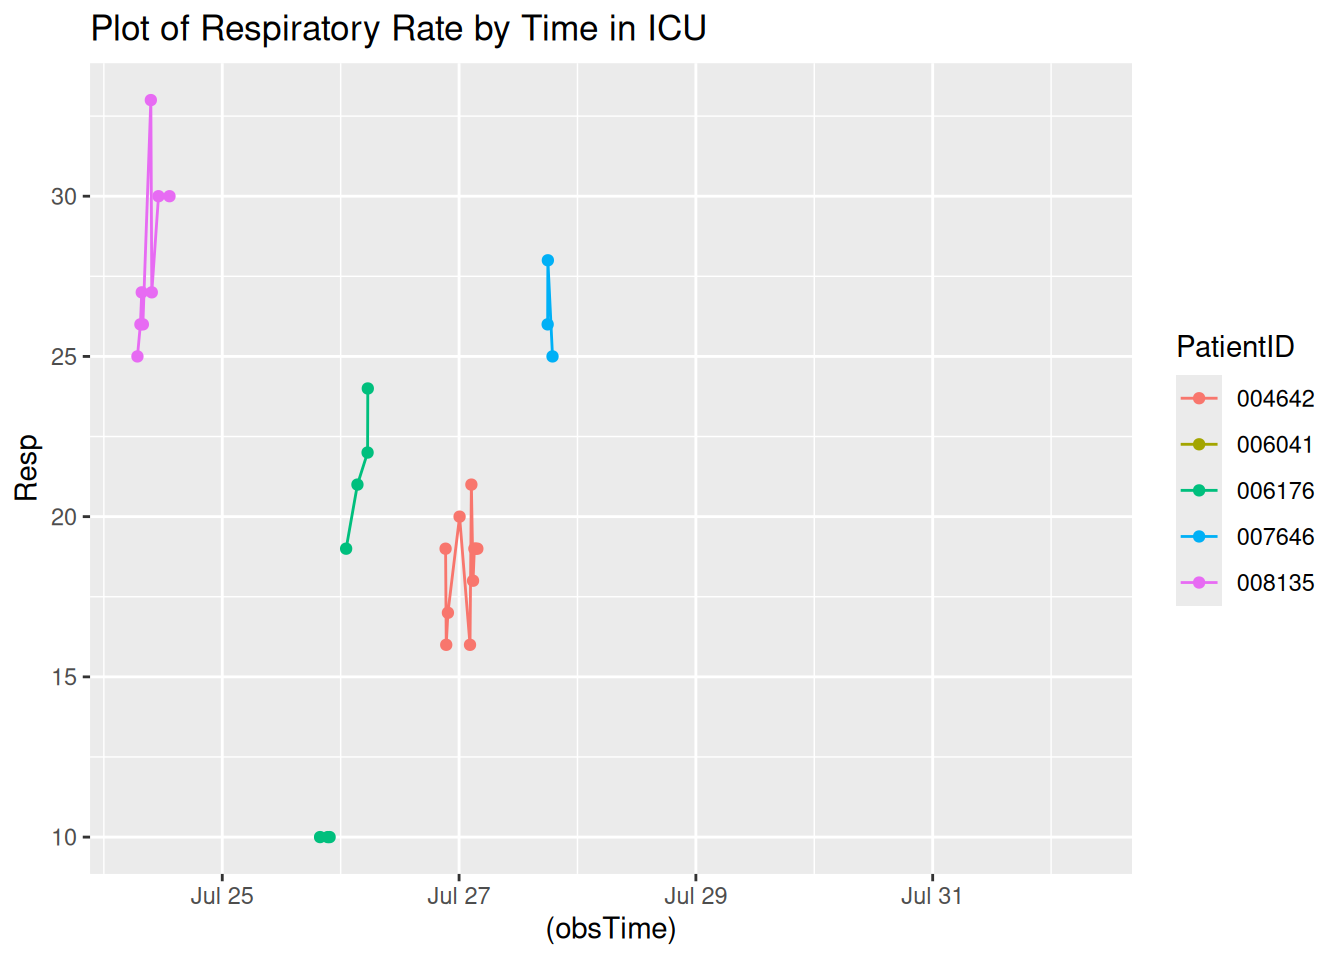 Plot of Respiratory Rate by Time in ICU
Resp
30
25
20
15
10
Jul 25 Jul 27 Jul 29 Jul 31
(obsTime)
PatientID
004642
006041
006176
007646
008135